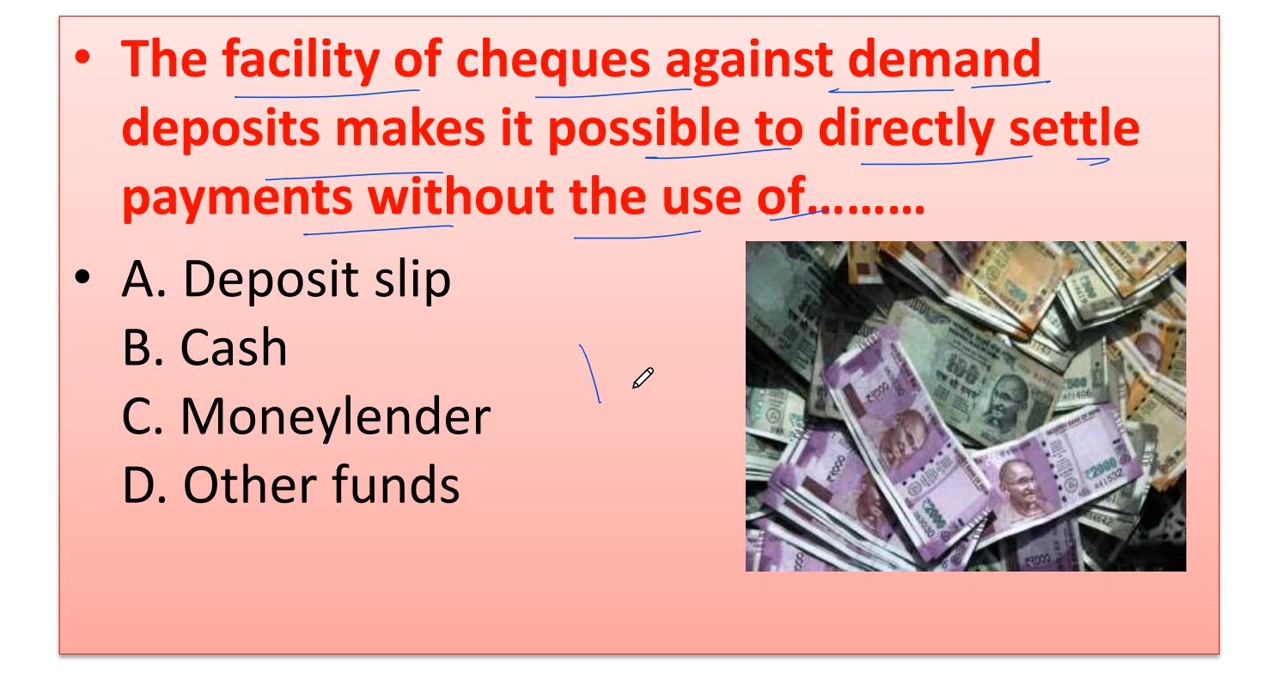 • The facility of cheques against demand
deposits makes it possible to directly settle
payments without the use of.........
• A. Deposit slip
B. Cash
C. Moneylender
D. Other funds